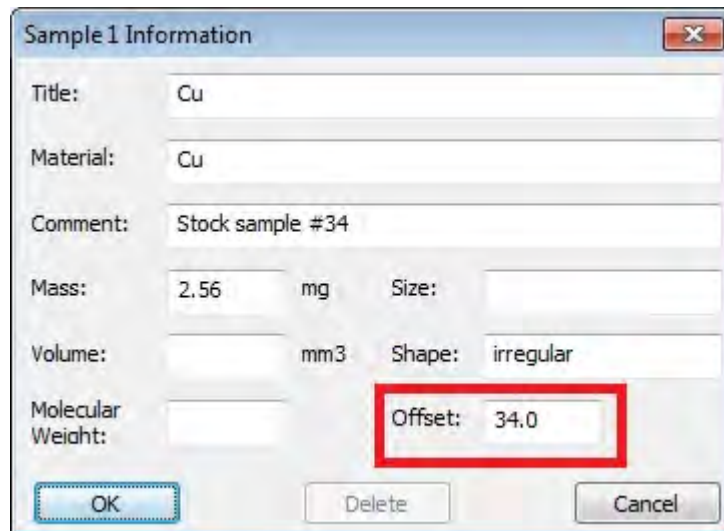 Sample 1 Information
Title: Cu
Material: Cu
Comment: Stock sample #34
Mass: 2.56 mg Size:
Volume: mm3 Shape: irregular
Molecular
Weight:
Offset: 34.0
OK Delete Cancel